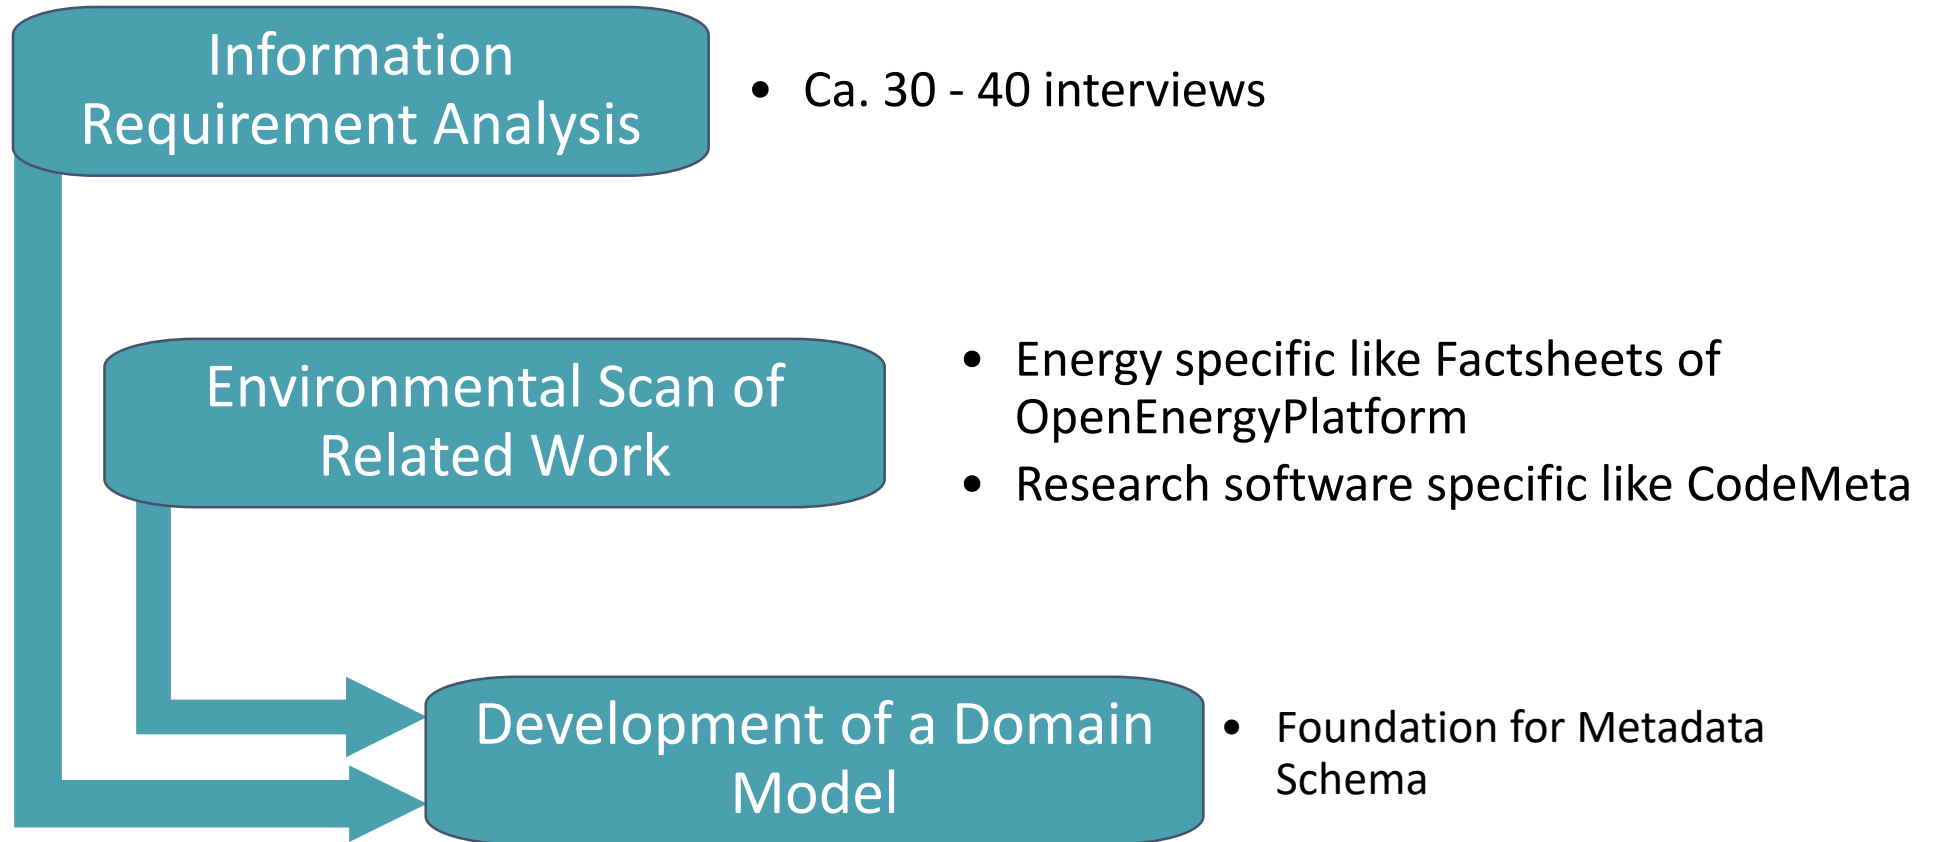 Information
Requirement Analysis
• Ca. 30 - 40 interviews
Environmental Scan of
Related Work
• Energy specific like Factsheets of
OpenEnergyPlatform
• Research software specific like CodeMeta
Development of a Domain
Model
• Foundation for Metadata
Schema